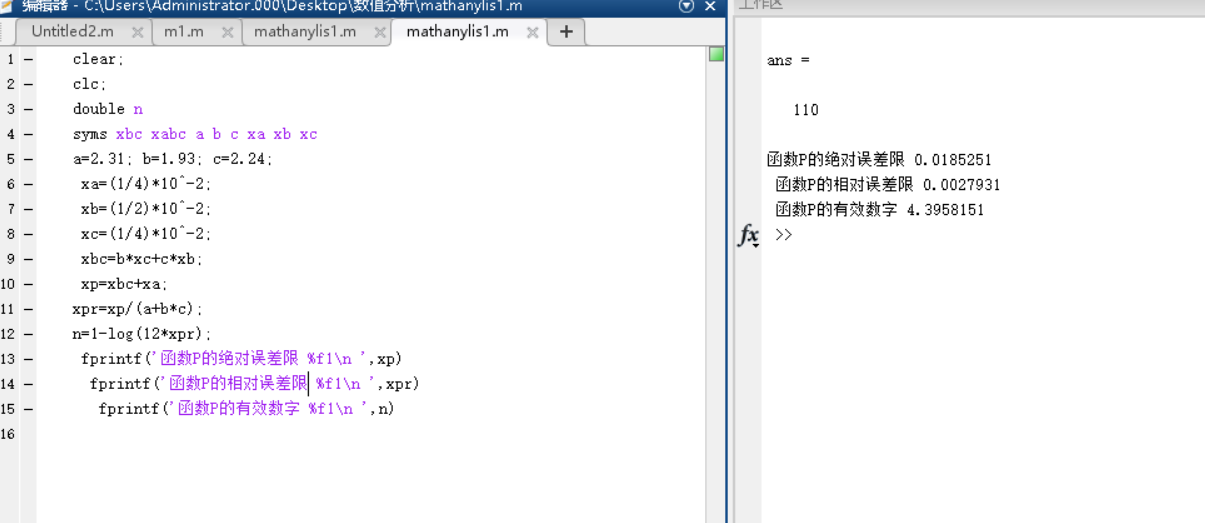 编辑器 - C:\Users\Administrator.000\Desktop\数值分析\mathanylis1.m
Untitled2.m
m1.m
mathanylis1.m
mathanylis1.m
1 clear;
2 clc;
3 double n
4 syms xbc xabc a b c xa xb xc
5 a=2.31; b=1.93; c=2.24;
6 xa=(1/4)*10^-2;
7 xb=(1/2)*10^-2;
8 xc=(1/4)*10^-2;
9 xbc=b*xc+c*xb;
10 xp=xbc+xa;
11 xpr=xp/(a+b*c);
12 n=1-log(12*xpr);
13 fprintf('函数P的绝对误差限 %f1\n ',xp)
14 fprintf('函数P的相对误差限 %f1\n ',xpr)
15 fprintf('函数P的有效数字 %f1\n ',n)
16
工作区
ans =
110
函数P的绝对误差限 0.0185251
函数P的相对误差限 0.0027931
函数P的有效数字 4.3958151
fx >>